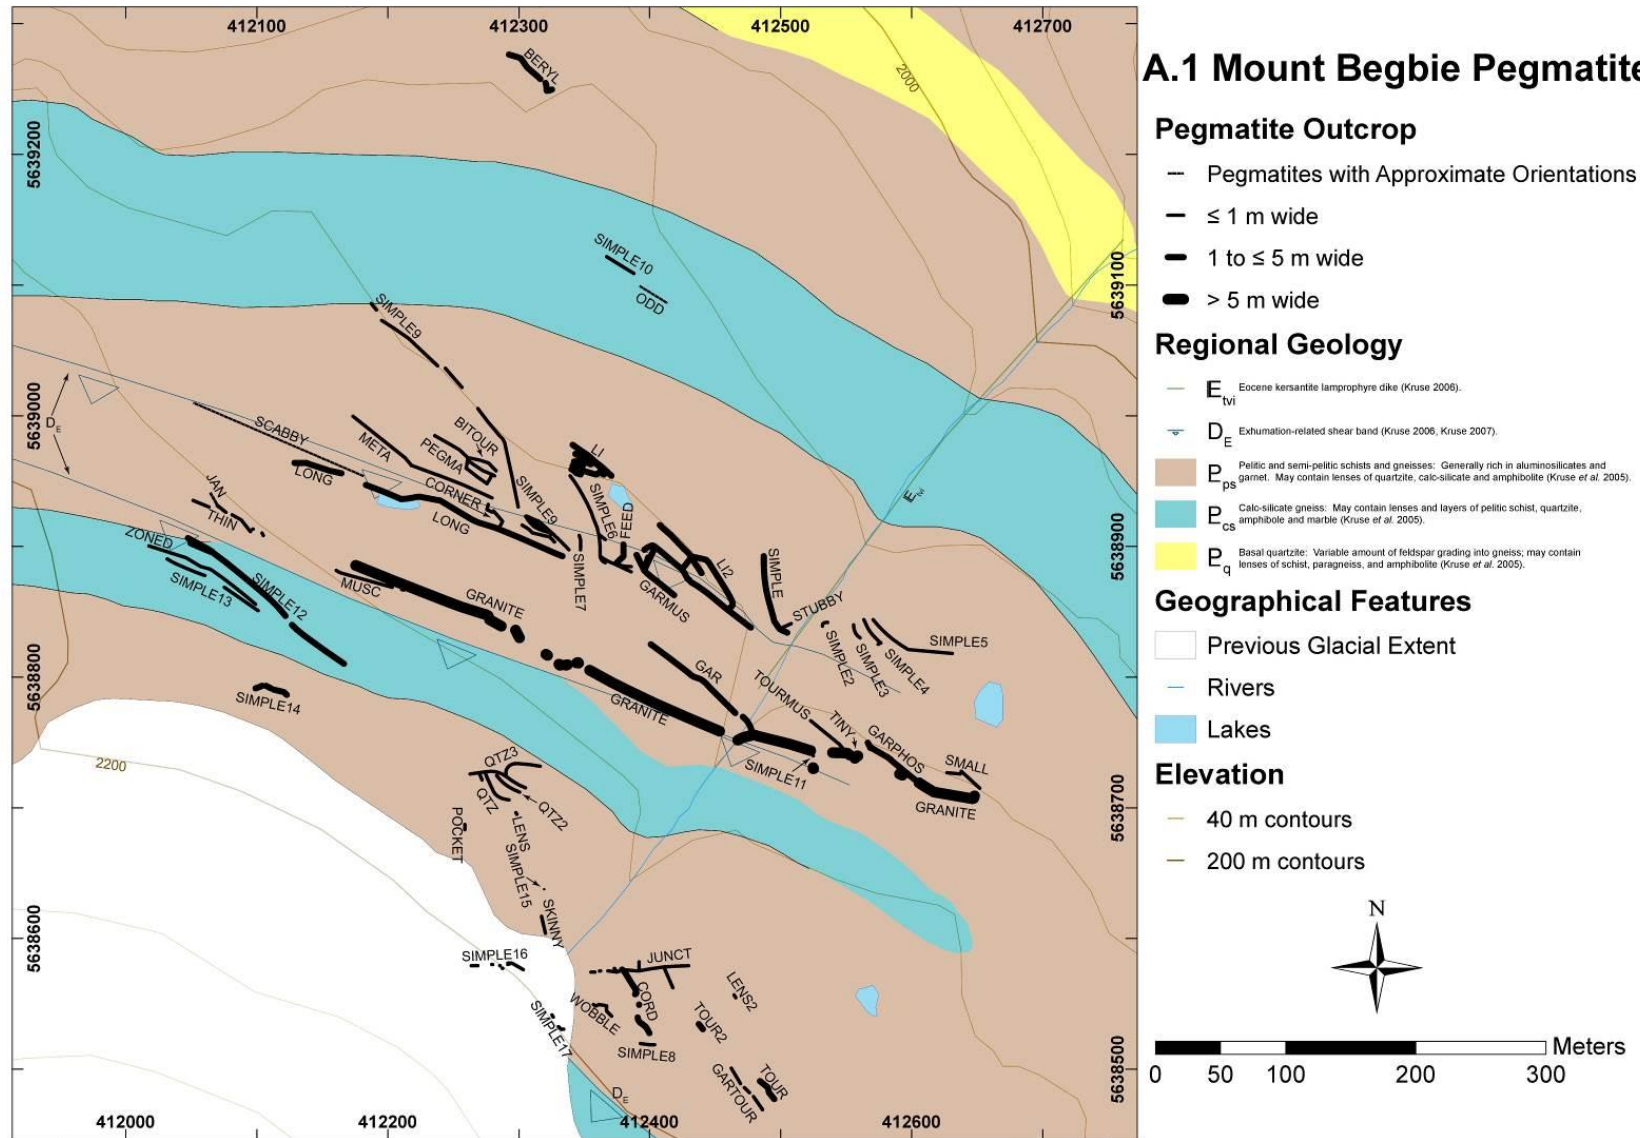 412100
412300
412500
412700
BERYL
2000
5639200
5639100
SIMPLE10
ODD
SIMPLE9
5639000
D_E
SCABBY
META
BITOUR
PEGMA
LI
LONG
CORNER
SIMPLE9
SIMPLE6
FEED
JAN
THIN
LONG
E_tvi
5638900
ZONED
SIMPLE13
SIMPLE12
MUSC
GRANITE
SIMPLE7
GARMUS
LI2
SIMPLE
STUBBY
SIMPLE2
SIMPLE3
SIMPLE4
SIMPLE5
5638800
SIMPLE14
GAR
GRANITE
TOURMUS
TINY
GARPHOS
SMALL
SIMPLE11
GRANITE
5638700
2200
QTZ3
QTZ
QTZ2
POCKET
LENS
SIMPLE15
SKINNY
5638600
SIMPLE16
JUNCT
CORD
LENS2
WOBBLE
SIMPLE17
TOUR2
SIMPLE8
GARTOUR
TOUR
5638500
D_E
412000
412200
412400
412600
A.1 Mount Begbie Pegmatite
Pegmatite Outcrop
Pegmatites with Approximate Orientations
≤ 1 m wide
1 to ≤ 5 m wide
> 5 m wide
Regional Geology
E_tvi Eocene kersantite lamprophyre dike (Kruse 2006).
D_E Exhumation-related shear band (Kruse 2006, Kruse 2007).
P_ps Pelitic and semi-pelitic schists and gneisses: Generally rich in aluminosilicates and
garnet. May contain lenses of quartzite, calc-silicate and amphibolite (Kruse et al. 2005).
P_cs Calc-silicate gneiss: May contain lenses and layers of pelitic schist, quartzite,
amphibole and marble (Kruse et al. 2005).
P_q Basal quartzite: Variable amount of feldspar grading into gneiss; may contain
lenses of schist, paragneiss, and amphibolite (Kruse et al. 2005).
Geographical Features
Previous Glacial Extent
Rivers
Lakes
Elevation
40 m contours
200 m contours
N
Meters
0 50 100 200 300